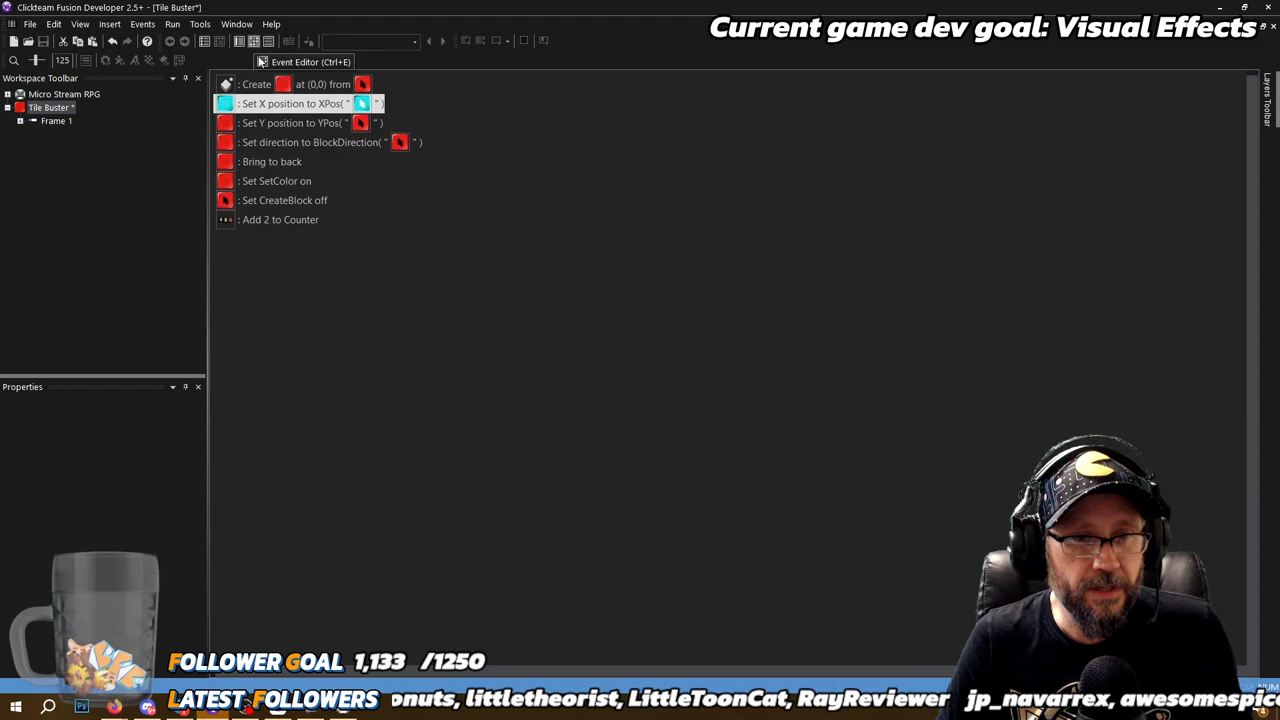 Clickteam Fusion Developer 2.5+ - [Tile Buster*]
Current game dev goal: Visual Effects
File Edit View Insert Events Run Tools Window Help
125
Event Editor (Ctrl+E)
Workspace Toolbar
Micro Stream RPG
Tile Buster *
Frame 1
: Create at (0,0) from
: Set X position to XPos( " " )
: Set Y position to YPos( " " )
: Set direction to BlockDirection( " " )
: Bring to back
: Set SetColor on
: Set CreateBlock off
: Add 2 to Counter
Layers Toolbar
Properties
FOLLOWER GOAL 1,133 /1250
NUM
LATEST FOLLOWERS onuts, littletheorist, LittleToonCat, RayReviewer jp_navarrex, awesomespic